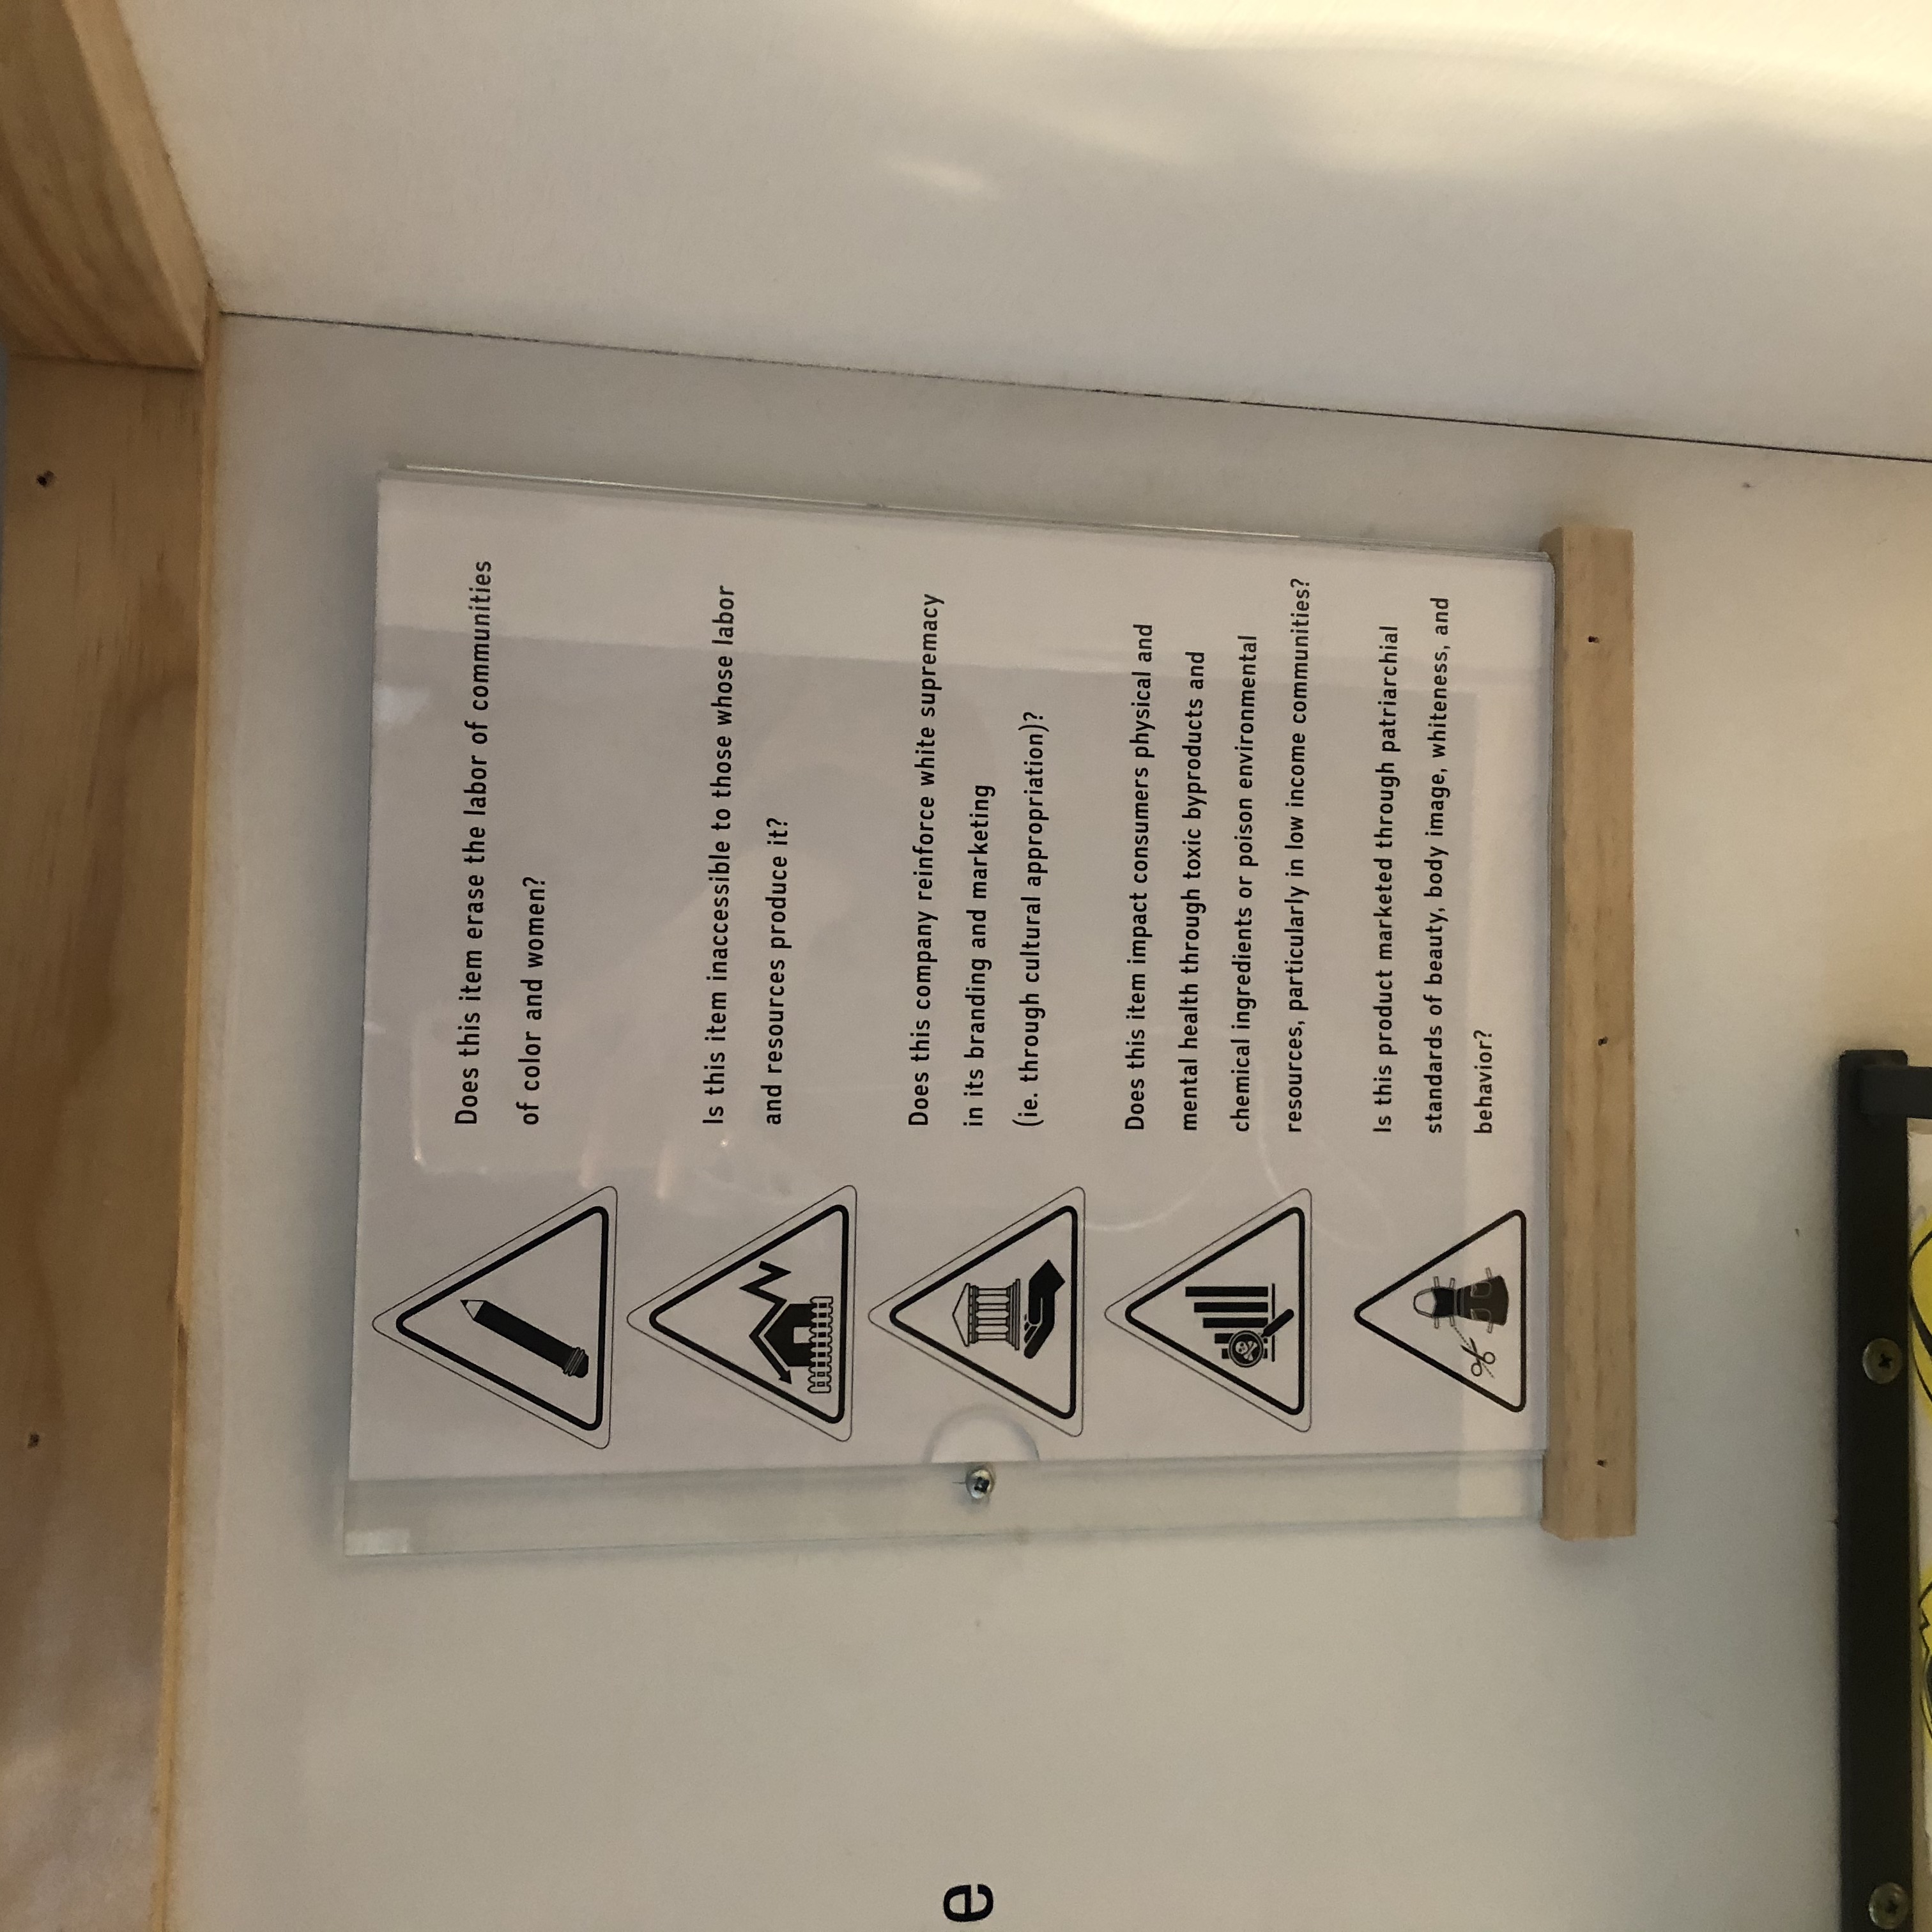 Does this item erase the labor of communities
of color and women?
Is this item inaccessible to those whose labor
and resources produce it?
e
Does this company reinforce white supremacy
in its branding and marketing
(ie. through cultural appropriation)?
Does this item impact consumers physical and
mental health through toxic byproducts and
chemical ingredients or poison environmental
resources, particularly in low income communities?
Is this product marketed through patriarchial
standards of beauty, body image, whiteness, and
behavior?